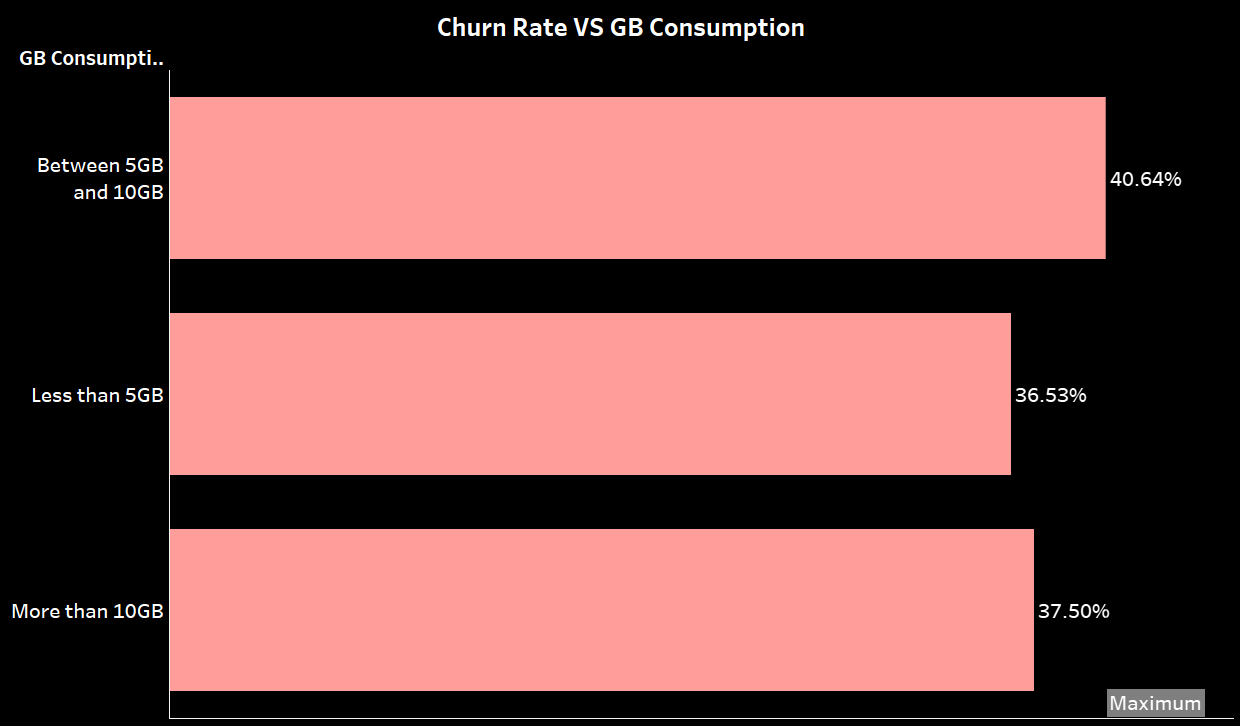 Churn Rate VS GB Consumption
GB Consumpti..
Between 5GB
and 10GB
40.64%
Less than 5GB
36.53%
More than 10GB
37.50%
Maximum